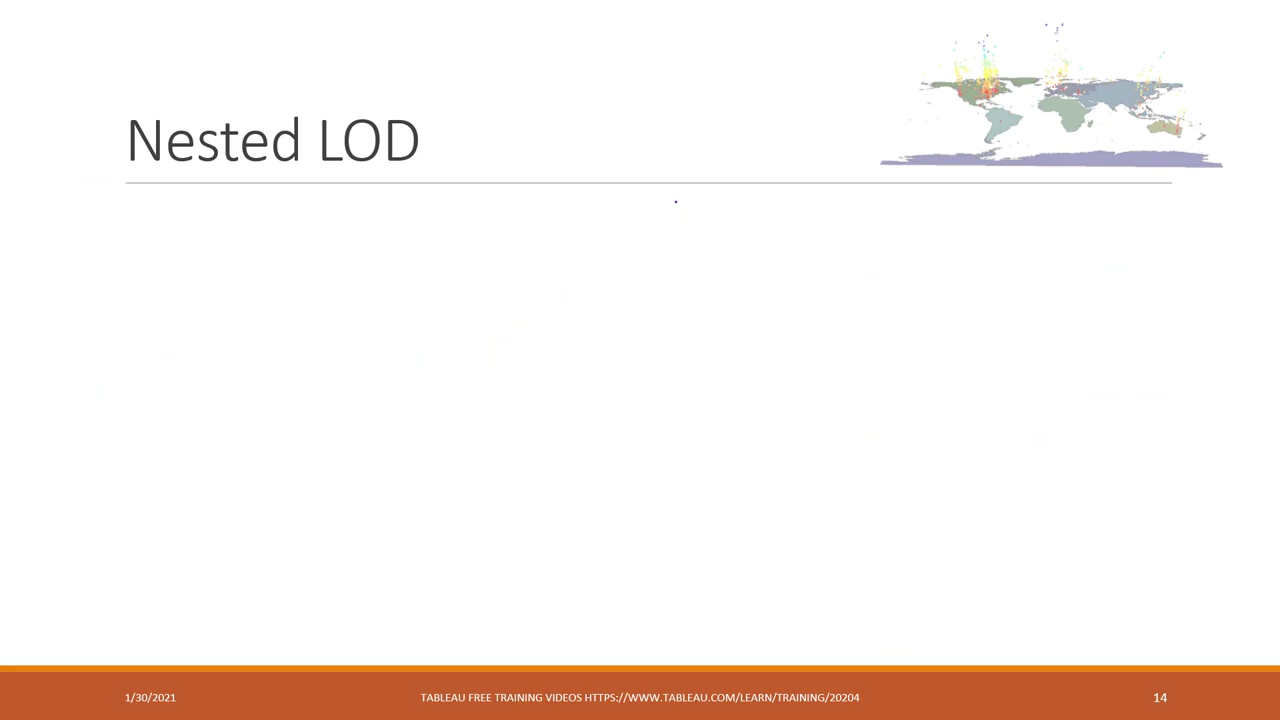 Nested LOD
1/30/2021
TABLEAU FREE TRAINING VIDEOS HTTPS://WWW.TABLEAU.COM/LEARN/TRAINING/20204
14